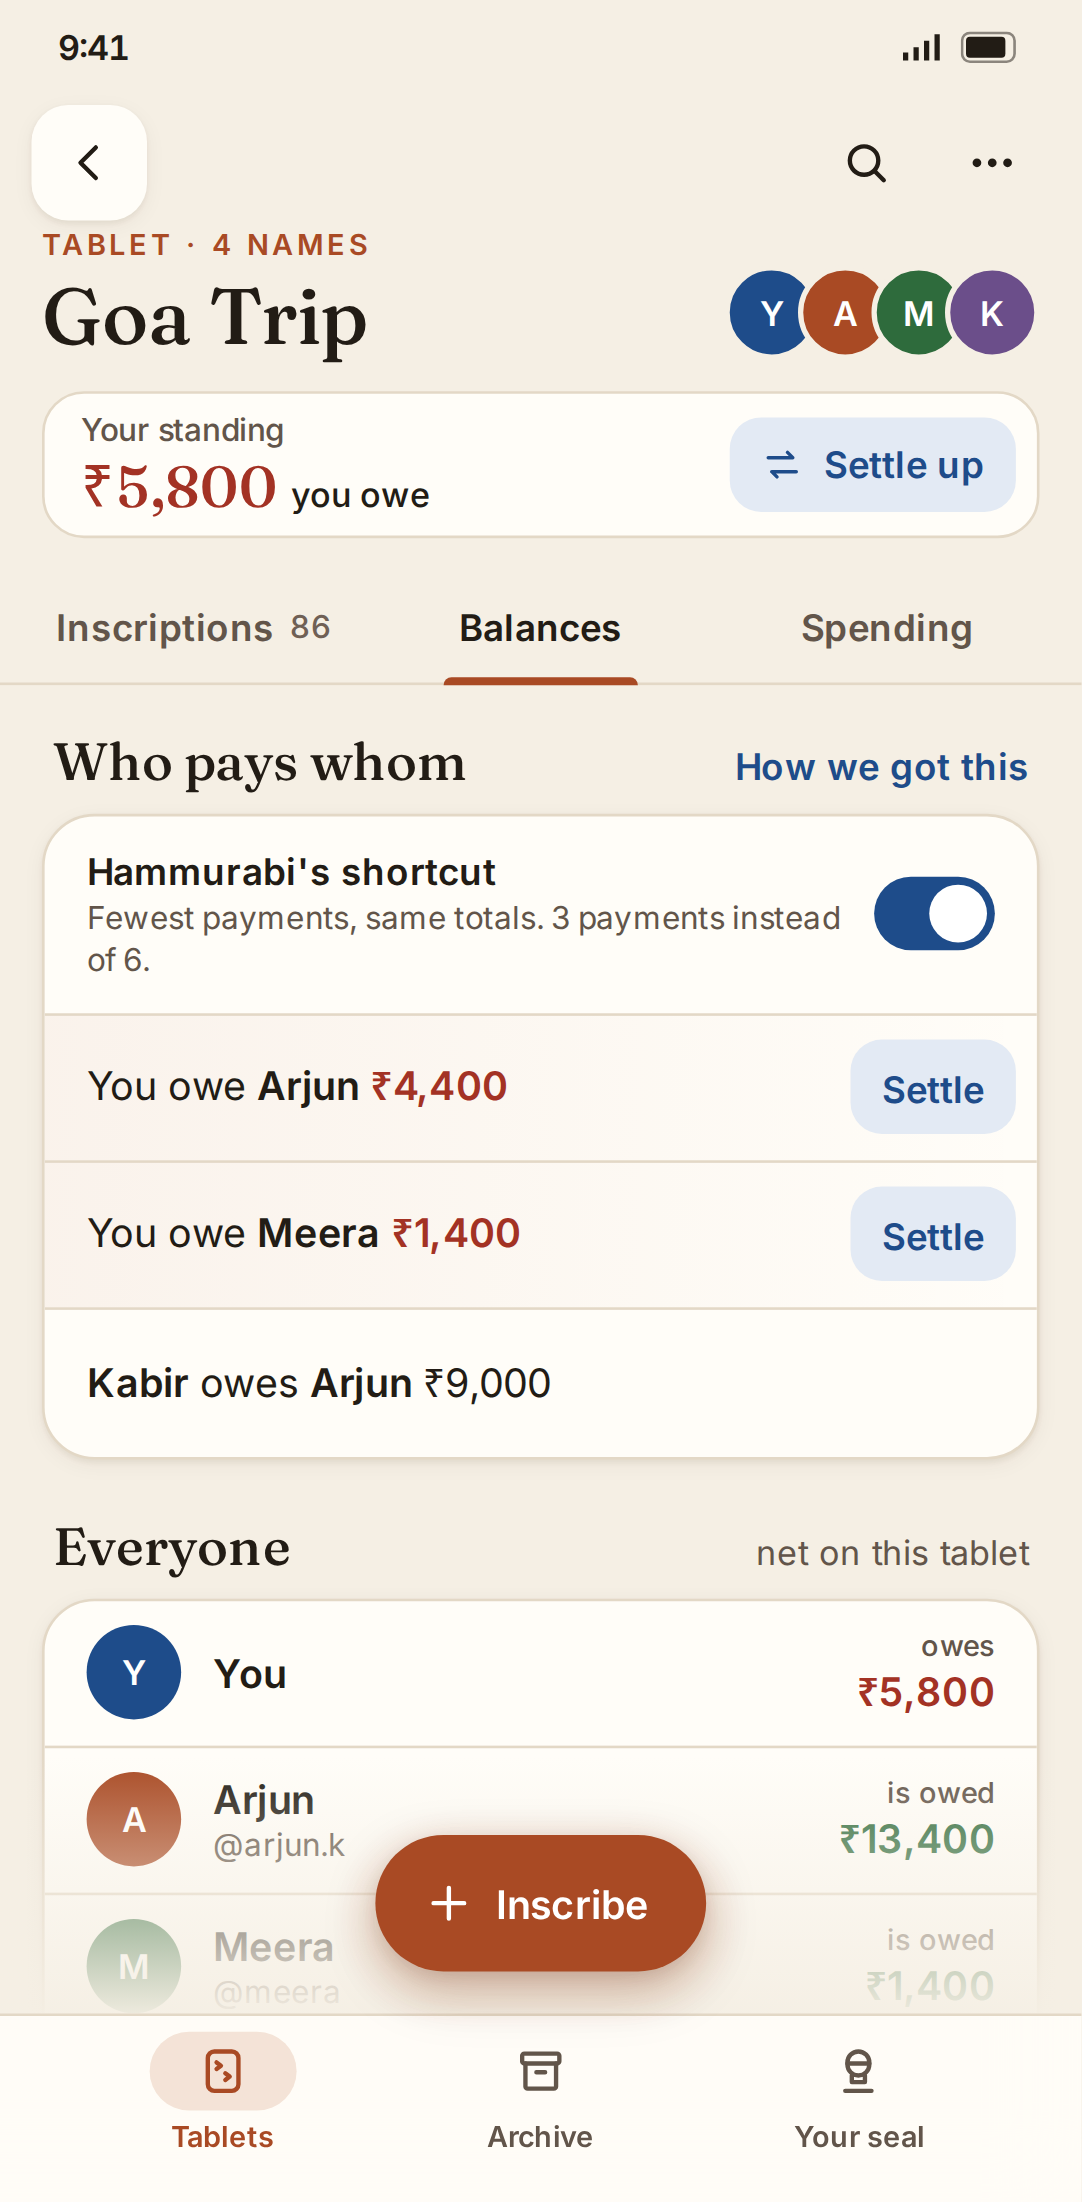 9:41
TABLET · 4 NAMES
Goa Trip
Y A M K
Your standing
₹5,800 you owe
Settle up
Inscriptions 86
Balances
Spending
Who pays whom
How we got this
Hammurabi's shortcut
Fewest payments, same totals. 3 payments instead
of 6.
You owe Arjun ₹4,400
Settle
You owe Meera ₹1,400
Settle
Kabir owes Arjun ₹9,000
Everyone
net on this tablet
Y
You
owes
₹5,800
A
Arjun
@arjun.k
is owed
₹13,400
M
Meera
@meera
is owed
₹1,400
Inscribe
Tablets
Archive
Your seal